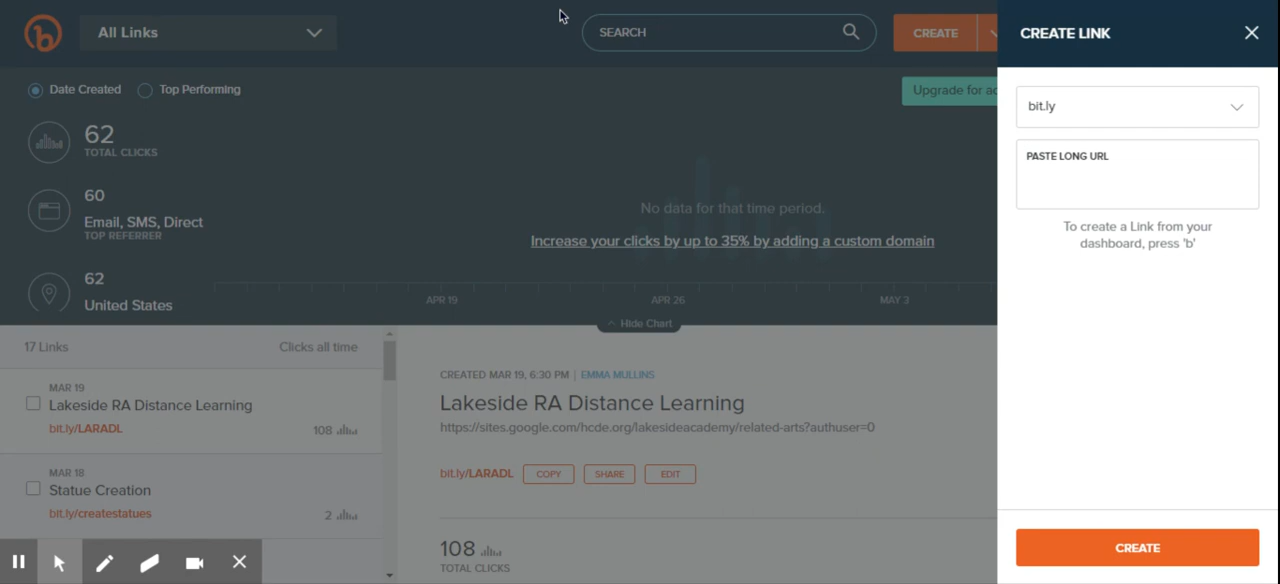 All Links
SEARCH
CREATE
CREATE LINK
Date Created
Top Performing
Upgrade for
bit.ly
62
TOTAL CLICKS
PASTE LONG URL
60
Email, SMS, Direct
TOP REFERRER
No data for that time period.
Increase your clicks by up to 35% by adding a custom domain
To create a Link from your
dashboard, press 'b'
62
United States
APR 19
APR 26
MAY 3
Hide Chart
17 Links
Clicks all time
MAR 19
Lakeside RA Distance Learning
bit.ly/LARADL
108
MAR 18
Statue Creation
bit.ly/createstatues
2
CREATED MAR 19, 6:30 PM | EMMA MULLINS
Lakeside RA Distance Learning
https://sites.google.com/hcde.org/lakesideacademy/related-arts?authuser=0
bit.ly/LARADL
COPY
SHARE
EDIT
108
TOTAL CLICKS
CREATE